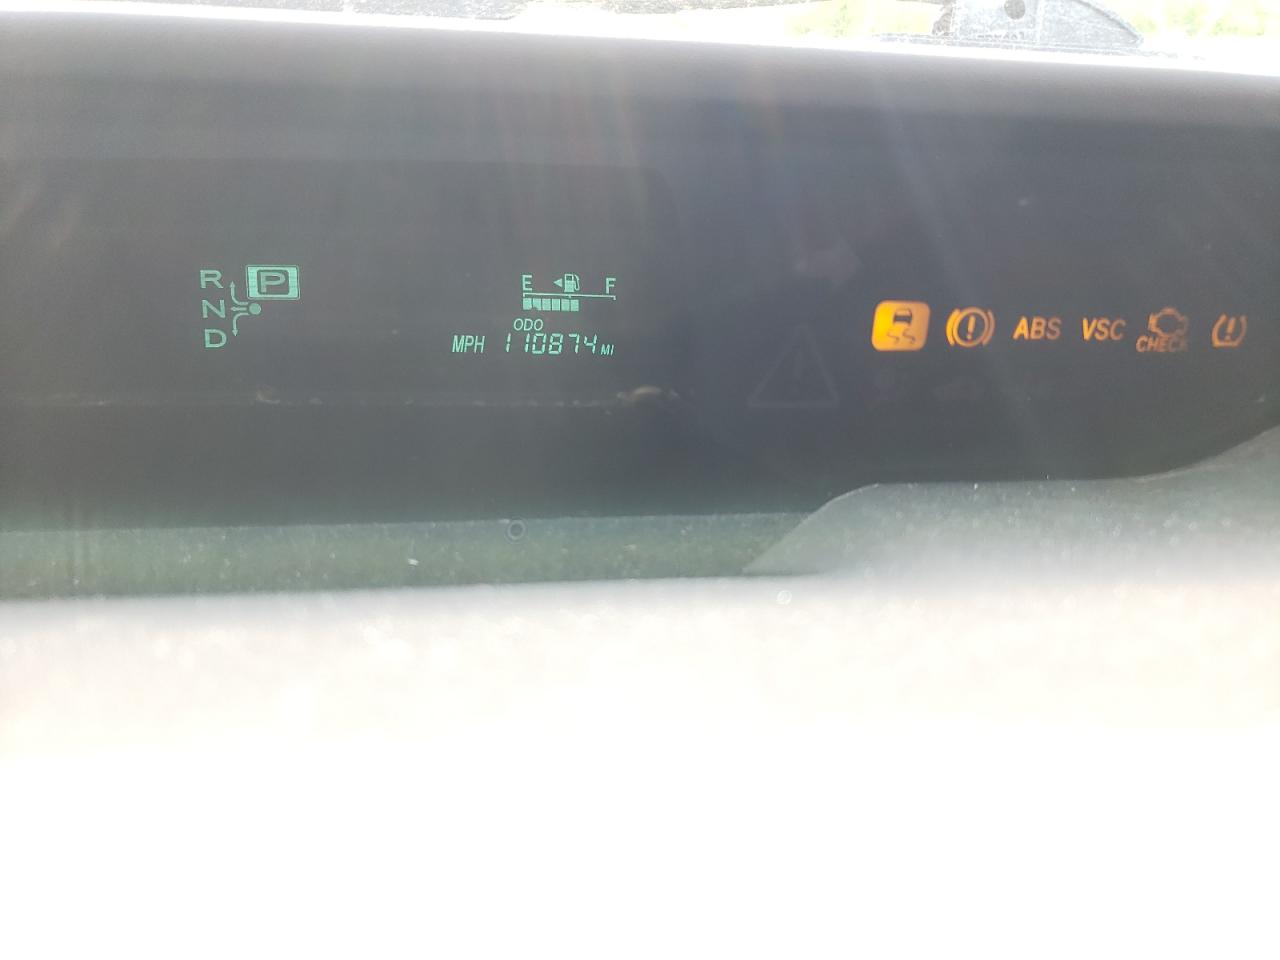 R P
N
D
E F
ODO
MPH 110874 MI
ABS VSC CHECK